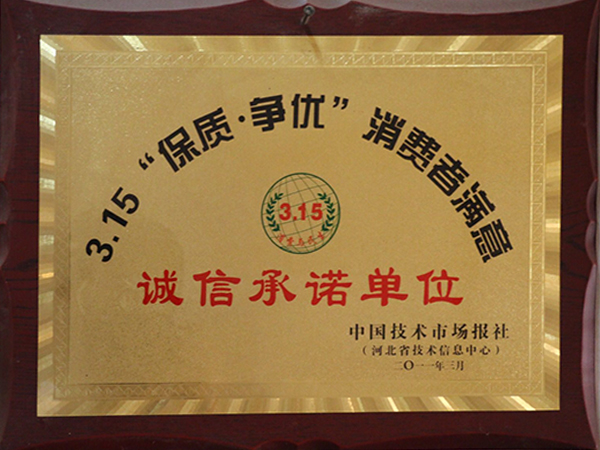 3.15“保质·争优”消费者满意
3.15
诚信承诺单位
中国技术市场报社
（河北省技术信息中心）
二〇一一年三月